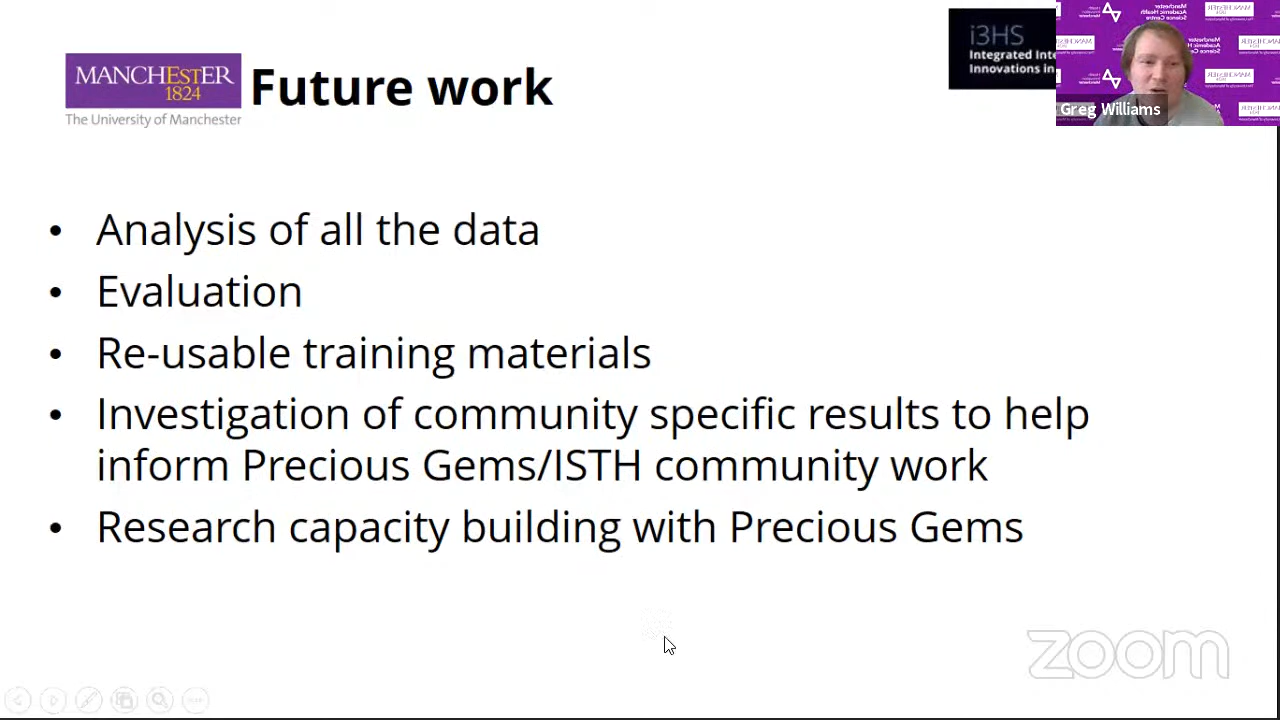 MANCHESTER
1824
The University of Manchester
Future work
i3HS
Integrated Inte
Innovations in
Greg Williams
• Analysis of all the data
• Evaluation
• Re-usable training materials
• Investigation of community specific results to help
inform Precious Gems/ISTH community work
• Research capacity building with Precious Gems
zoom